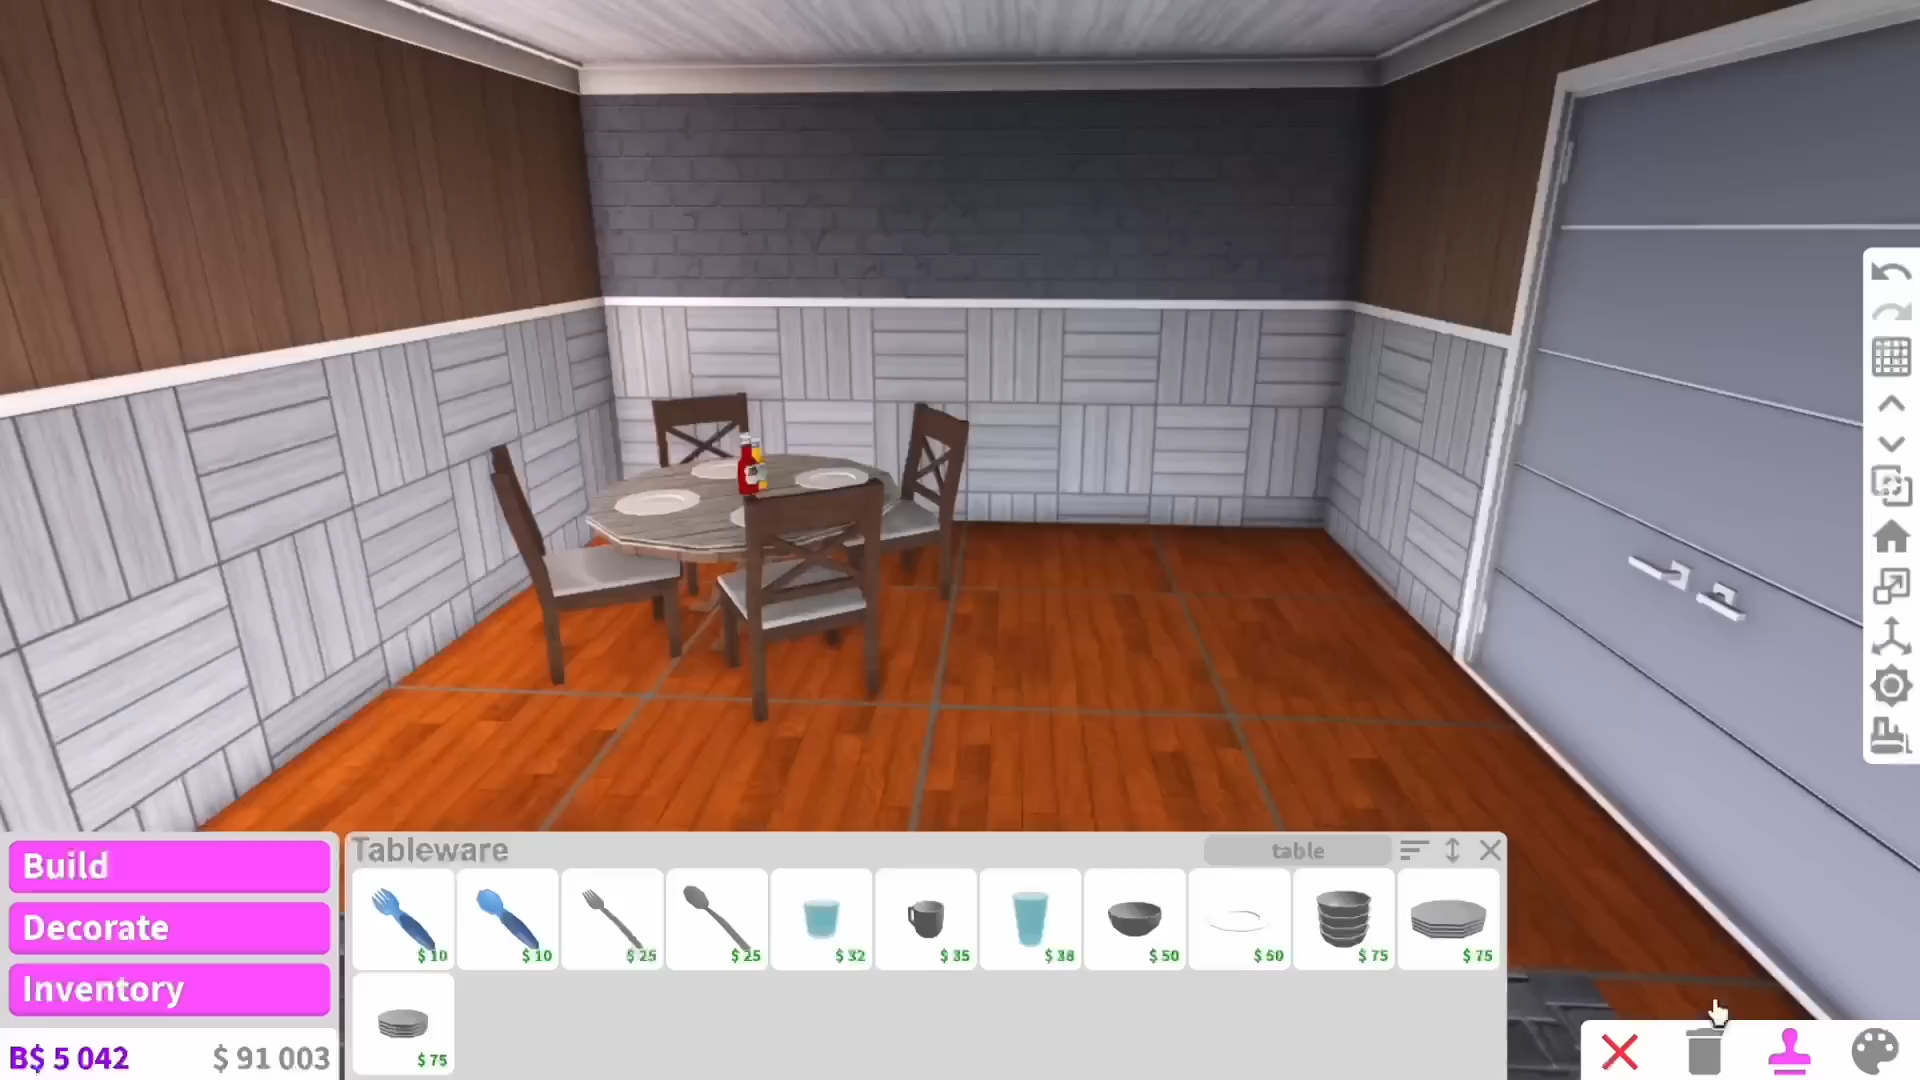 Build
Decorate
Inventory
B$ 5 042 $ 91 003
Tableware table
$ 10 $ 10 $ 25 $ 25 $ 32 $ 35 $ 38 $ 50 $ 50 $ 75 $ 75
$ 75